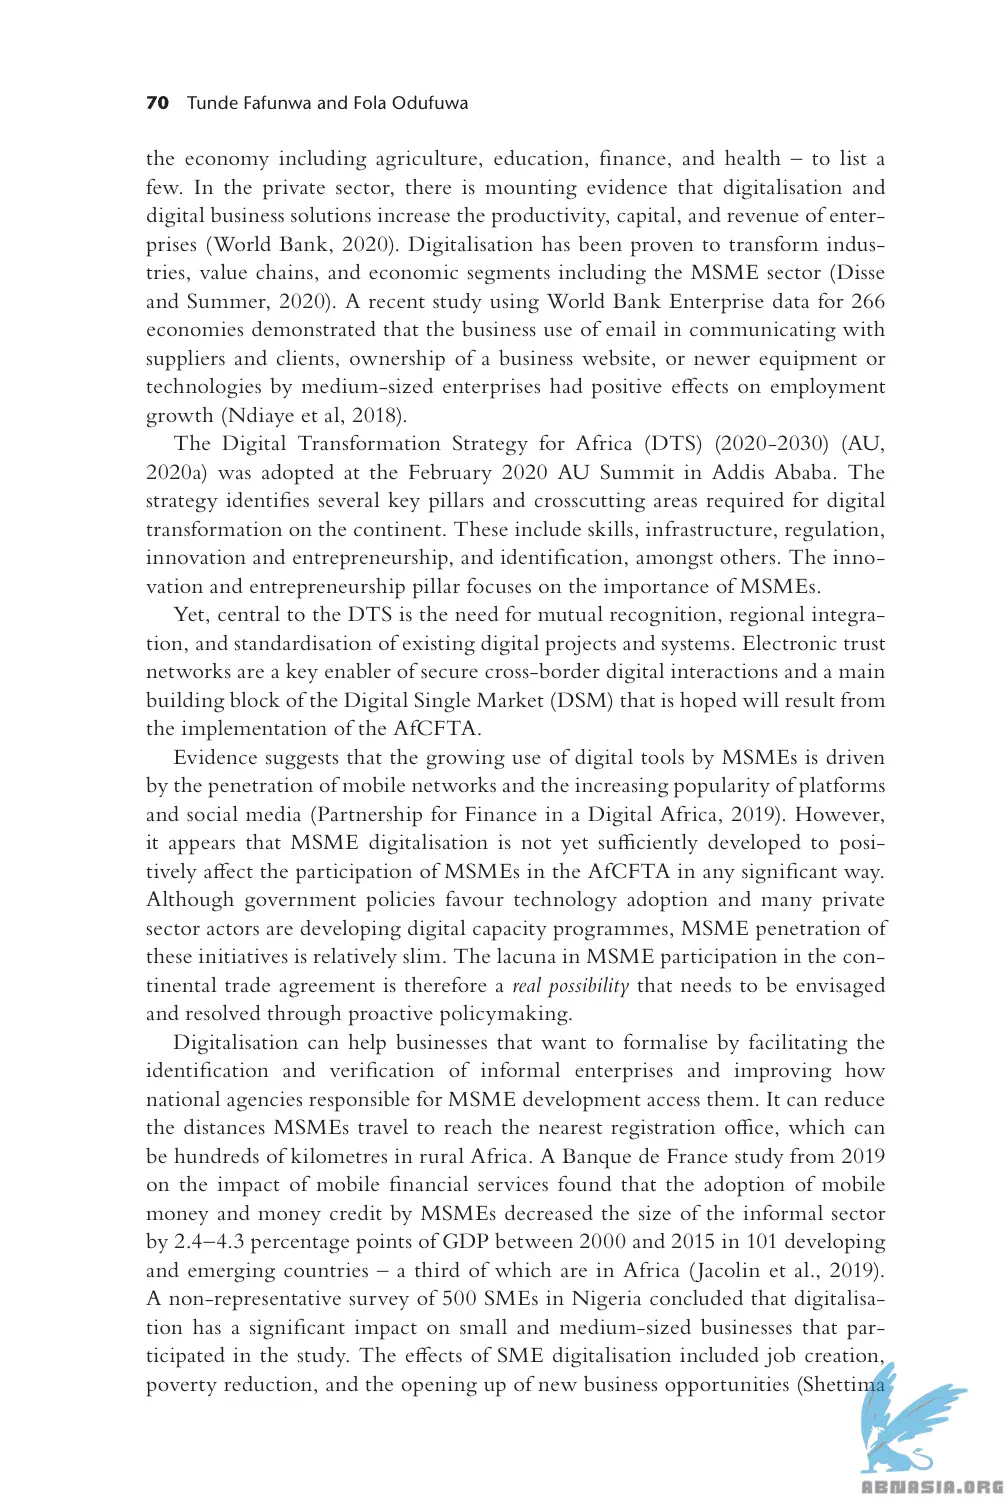 70 Tunde Fafunwa and Fola Odufuwa
the economy including agriculture, education, finance, and health – to list a
few. In the private sector, there is mounting evidence that digitalisation and
digital business solutions increase the productivity, capital, and revenue of enter-
prises (World Bank, 2020). Digitalisation has been proven to transform indus-
tries, value chains, and economic segments including the MSME sector (Disse
and Summer, 2020). A recent study using World Bank Enterprise data for 266
economies demonstrated that the business use of email in communicating with
suppliers and clients, ownership of a business website, or newer equipment or
technologies by medium-sized enterprises had positive effects on employment
growth (Ndiaye et al, 2018).
The Digital Transformation Strategy for Africa (DTS) (2020-2030) (AU,
2020a) was adopted at the February 2020 AU Summit in Addis Ababa. The
strategy identifies several key pillars and crosscutting areas required for digital
transformation on the continent. These include skills, infrastructure, regulation,
innovation and entrepreneurship, and identification, amongst others. The inno-
vation and entrepreneurship pillar focuses on the importance of MSMEs.
Yet, central to the DTS is the need for mutual recognition, regional integra-
tion, and standardisation of existing digital projects and systems. Electronic trust
networks are a key enabler of secure cross-border digital interactions and a main
building block of the Digital Single Market (DSM) that is hoped will result from
the implementation of the AfCFTA.
Evidence suggests that the growing use of digital tools by MSMEs is driven
by the penetration of mobile networks and the increasing popularity of platforms
and social media (Partnership for Finance in a Digital Africa, 2019). However,
it appears that MSME digitalisation is not yet sufficiently developed to posi-
tively affect the participation of MSMEs in the AfCFTA in any significant way.
Although government policies favour technology adoption and many private
sector actors are developing digital capacity programmes, MSME penetration of
these initiatives is relatively slim. The lacuna in MSME participation in the con-
tinental trade agreement is therefore a real possibility that needs to be envisaged
and resolved through proactive policymaking.
Digitalisation can help businesses that want to formalise by facilitating the
identification and verification of informal enterprises and improving how
national agencies responsible for MSME development access them. It can reduce
the distances MSMEs travel to reach the nearest registration office, which can
be hundreds of kilometres in rural Africa. A Banque de France study from 2019
on the impact of mobile financial services found that the adoption of mobile
money and money credit by MSMEs decreased the size of the informal sector
by 2.4–4.3 percentage points of GDP between 2000 and 2015 in 101 developing
and emerging countries – a third of which are in Africa (Jacolin et al., 2019).
A non-representative survey of 500 SMEs in Nigeria concluded that digitalisa-
tion has a significant impact on small and medium-sized businesses that par-
ticipated in the study. The effects of SME digitalisation included job creation,
poverty reduction, and the opening up of new business opportunities (Shettima
ABNASIA.ORG